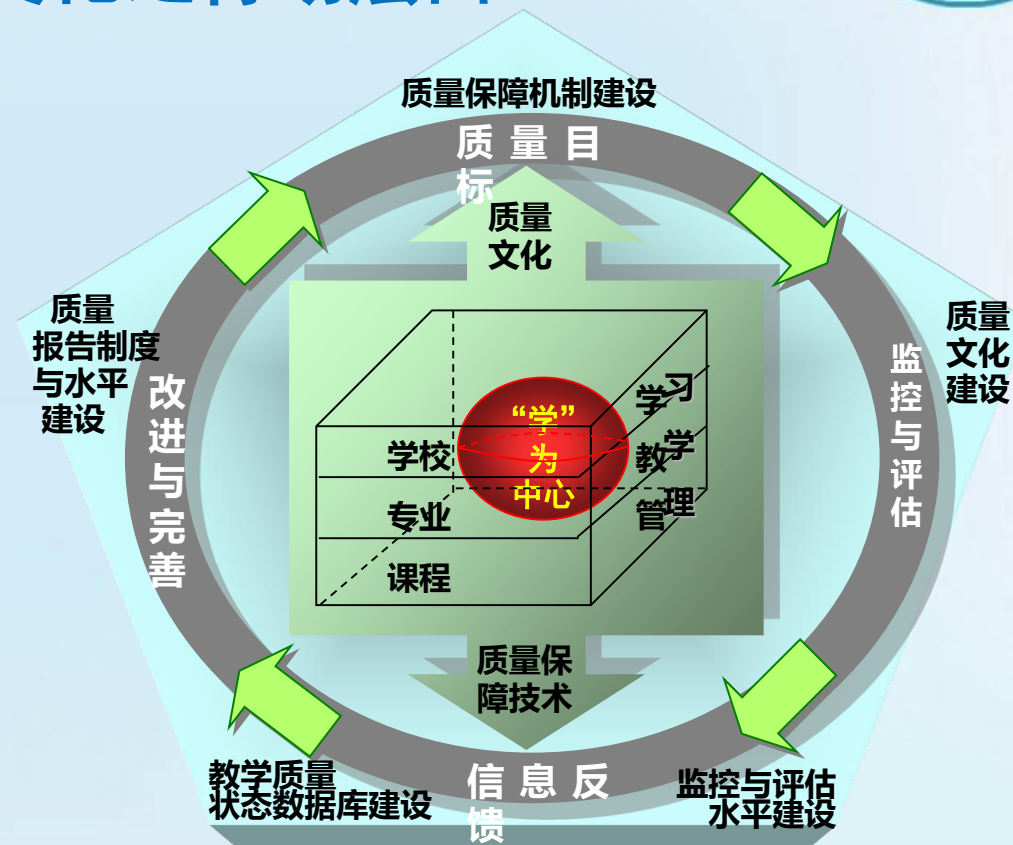 质量保障机制建设
质量目
标
质量
文化
质量
报告制度
与水平
建设
质量
文化
建设
改进与完善
监控与评估
“学”
为
中心
学校
专业
课程
学习
教学
管理
质量保
障技术
教学质量
状态数据库建设
信息反
馈
监控与评估
水平建设